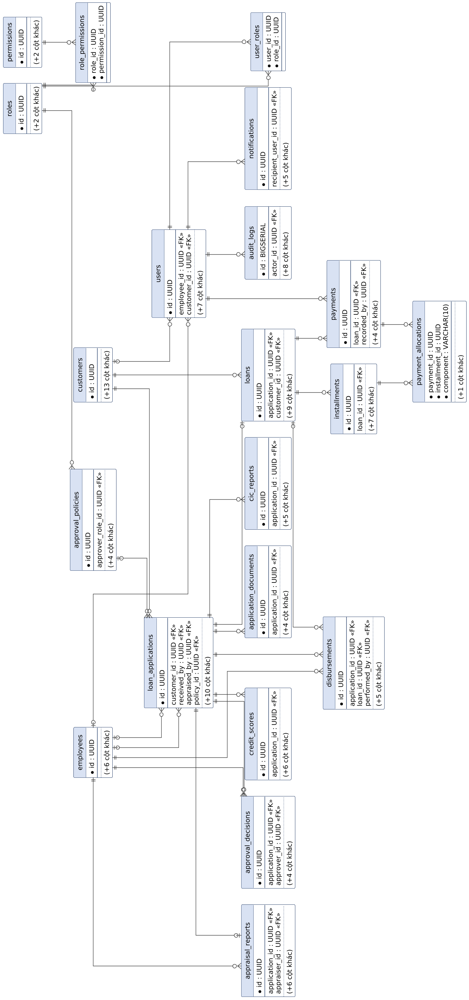 permissions
● id : UUID
(+2 cột khác)
role_permissions
● role_id : UUID
● permission_id : UUID
user_roles
● user_id : UUID
● role_id : UUID
roles
● id : UUID
(+2 cột khác)
notifications
● id : UUID
recipient_user_id : UUID «FK»
(+5 cột khác)
users
● id : UUID
employee_id : UUID «FK»
customer_id : UUID «FK»
(+7 cột khác)
audit_logs
● id : BIGSERIAL
actor_id : UUID «FK»
(+8 cột khác)
payments
● id : UUID
loan_id : UUID «FK»
recorded_by : UUID «FK»
(+4 cột khác)
payment_allocations
● payment_id : UUID
● installment_id : UUID
● component : VARCHAR(10)
(+1 cột khác)
customers
● id : UUID
(+13 cột khác)
loans
● id : UUID
application_id : UUID «FK»
customer_id : UUID «FK»
(+9 cột khác)
installments
● id : UUID
loan_id : UUID «FK»
(+7 cột khác)
approval_policies
● id : UUID
approver_role_id : UUID «FK»
(+4 cột khác)
cic_reports
● id : UUID
application_id : UUID «FK»
(+5 cột khác)
application_documents
● id : UUID
application_id : UUID «FK»
(+4 cột khác)
loan_applications
● id : UUID
customer_id : UUID «FK»
received_by : UUID «FK»
appraised_by : UUID «FK»
policy_id : UUID «FK»
(+10 cột khác)
disbursements
● id : UUID
application_id : UUID «FK»
loan_id : UUID «FK»
performed_by : UUID «FK»
(+5 cột khác)
employees
● id : UUID
(+6 cột khác)
credit_scores
● id : UUID
application_id : UUID «FK»
(+6 cột khác)
approval_decisions
● id : UUID
application_id : UUID «FK»
approver_id : UUID «FK»
(+4 cột khác)
appraisal_reports
● id : UUID
application_id : UUID «FK»
appraiser_id : UUID «FK»
(+6 cột khác)